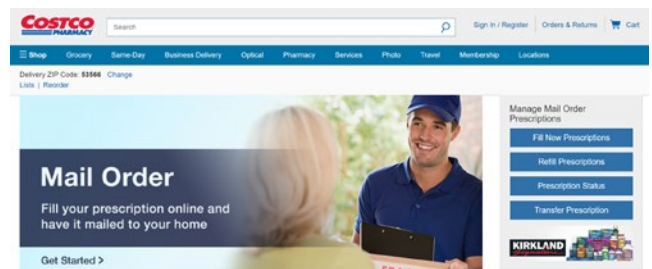 COSTCO
PHARMACY
Search
Sign In / Register
Orders & Returns
Cart
Shop
Grocery
Same-Day
Business Delivery
Optical
Pharmacy
Services
Photo
Travel
Membership
Locations
Delivery ZIP Code: 53566 Change
Lists | Reorder
Mail Order
Fill your prescription online and
have it mailed to your home
Get Started >
Manage Mail Order
Prescriptions
Fill New Prescriptions
Refill Prescriptions
Prescription Status
Transfer Prescription
KIRKLAND
Signature